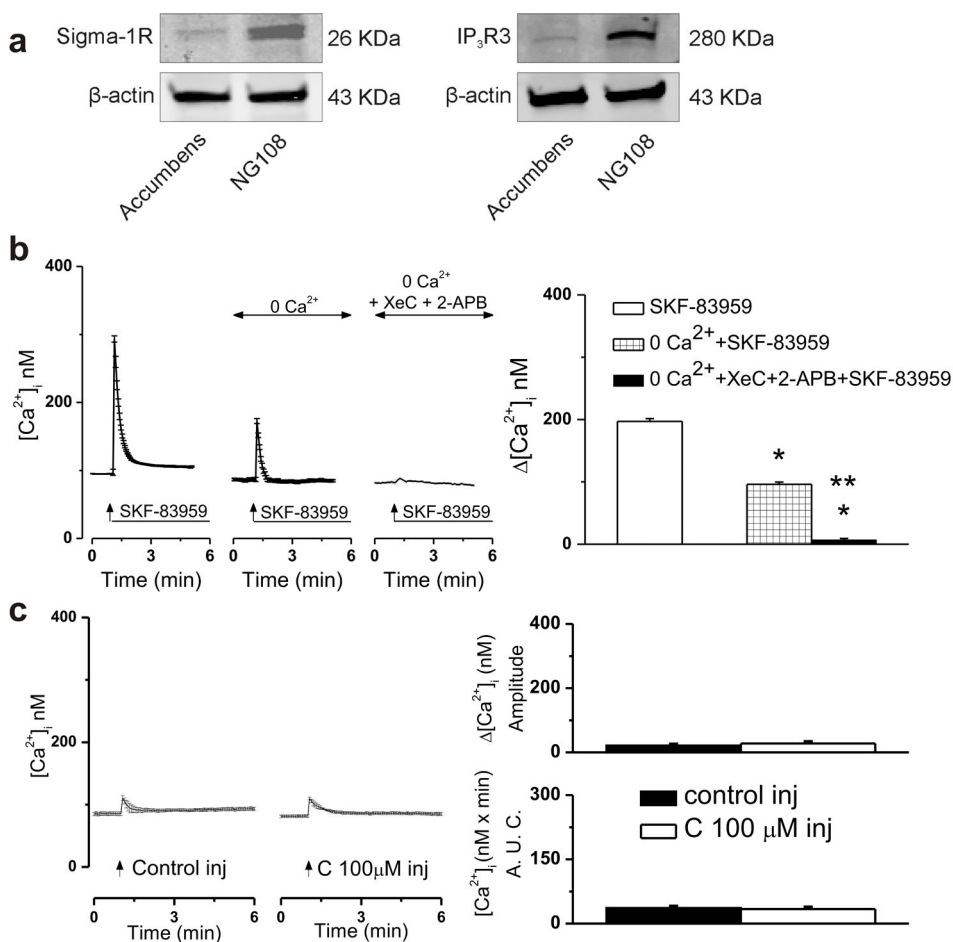 a
Sigma-1R
26 KDa
β-actin
43 KDa
Accumbens
NG108
IP₃R3
280 KDa
β-actin
43 KDa
Accumbens
NG108
b
[Ca²⁺]ᵢ nM
400
300
200
100
0
0 Ca²⁺
0 Ca²⁺
+ XeC + 2-APB
SKF-83959
SKF-83959
SKF-83959
0 3 6
0 3 6
0 3 6
Time (min)
Time (min)
Time (min)
Δ[Ca²⁺]ᵢ nM
400
200
0
SKF-83959
0 Ca²⁺+SKF-83959
0 Ca²⁺+XeC+2-APB+SKF-83959
*
**
*
c
[Ca²⁺]ᵢ nM
400
200
100
0
Control inj
C 100μM inj
0 3 6
0 3 6
Time (min)
Time (min)
Δ[Ca²⁺]ᵢ (nM)
Amplitude
400
200
0
[Ca²⁺]ᵢ (nM x min)
A. U. C.
300
150
0
control inj
C 100 μM inj